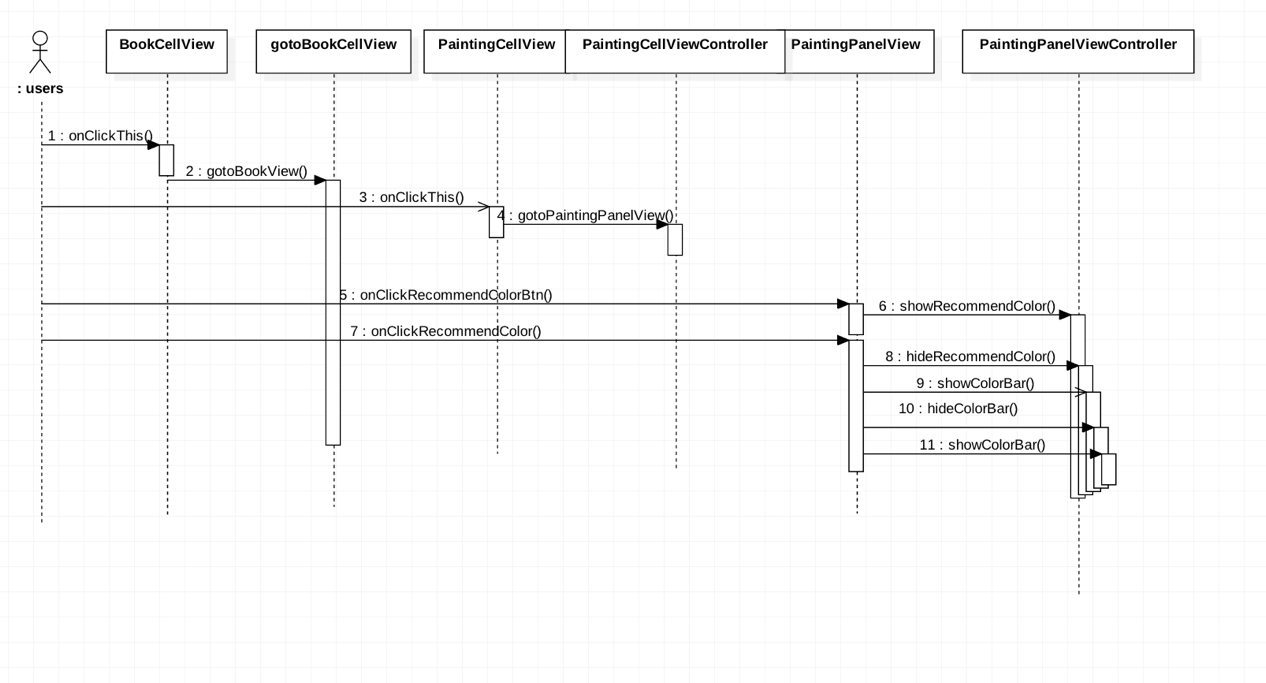 BookCellView
gotoBookCellView
PaintingCellView
PaintingCellViewController
PaintingPanelView
PaintingPanelViewController
: users
1 : onClickThis()
2 : gotoBookView()
3 : onClickThis()
4 : gotoPaintingPanelView()
5 : onClickRecommendColorBtn()
6 : showRecommendColor()
7 : onClickRecommendColor()
8 : hideRecommendColor()
9 : showColorBar()
10 : hideColorBar()
11 : showColorBar()